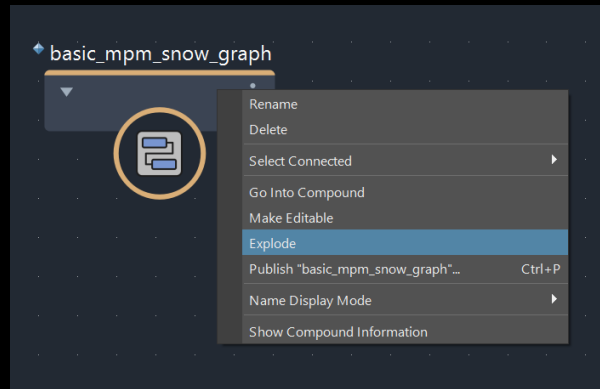 basic_mpm_snow_graph
Rename
Delete
Select Connected
Go Into Compound
Make Editable
Explode
Publish "basic_mpm_snow_graph"... Ctrl+P
Name Display Mode
Show Compound Information